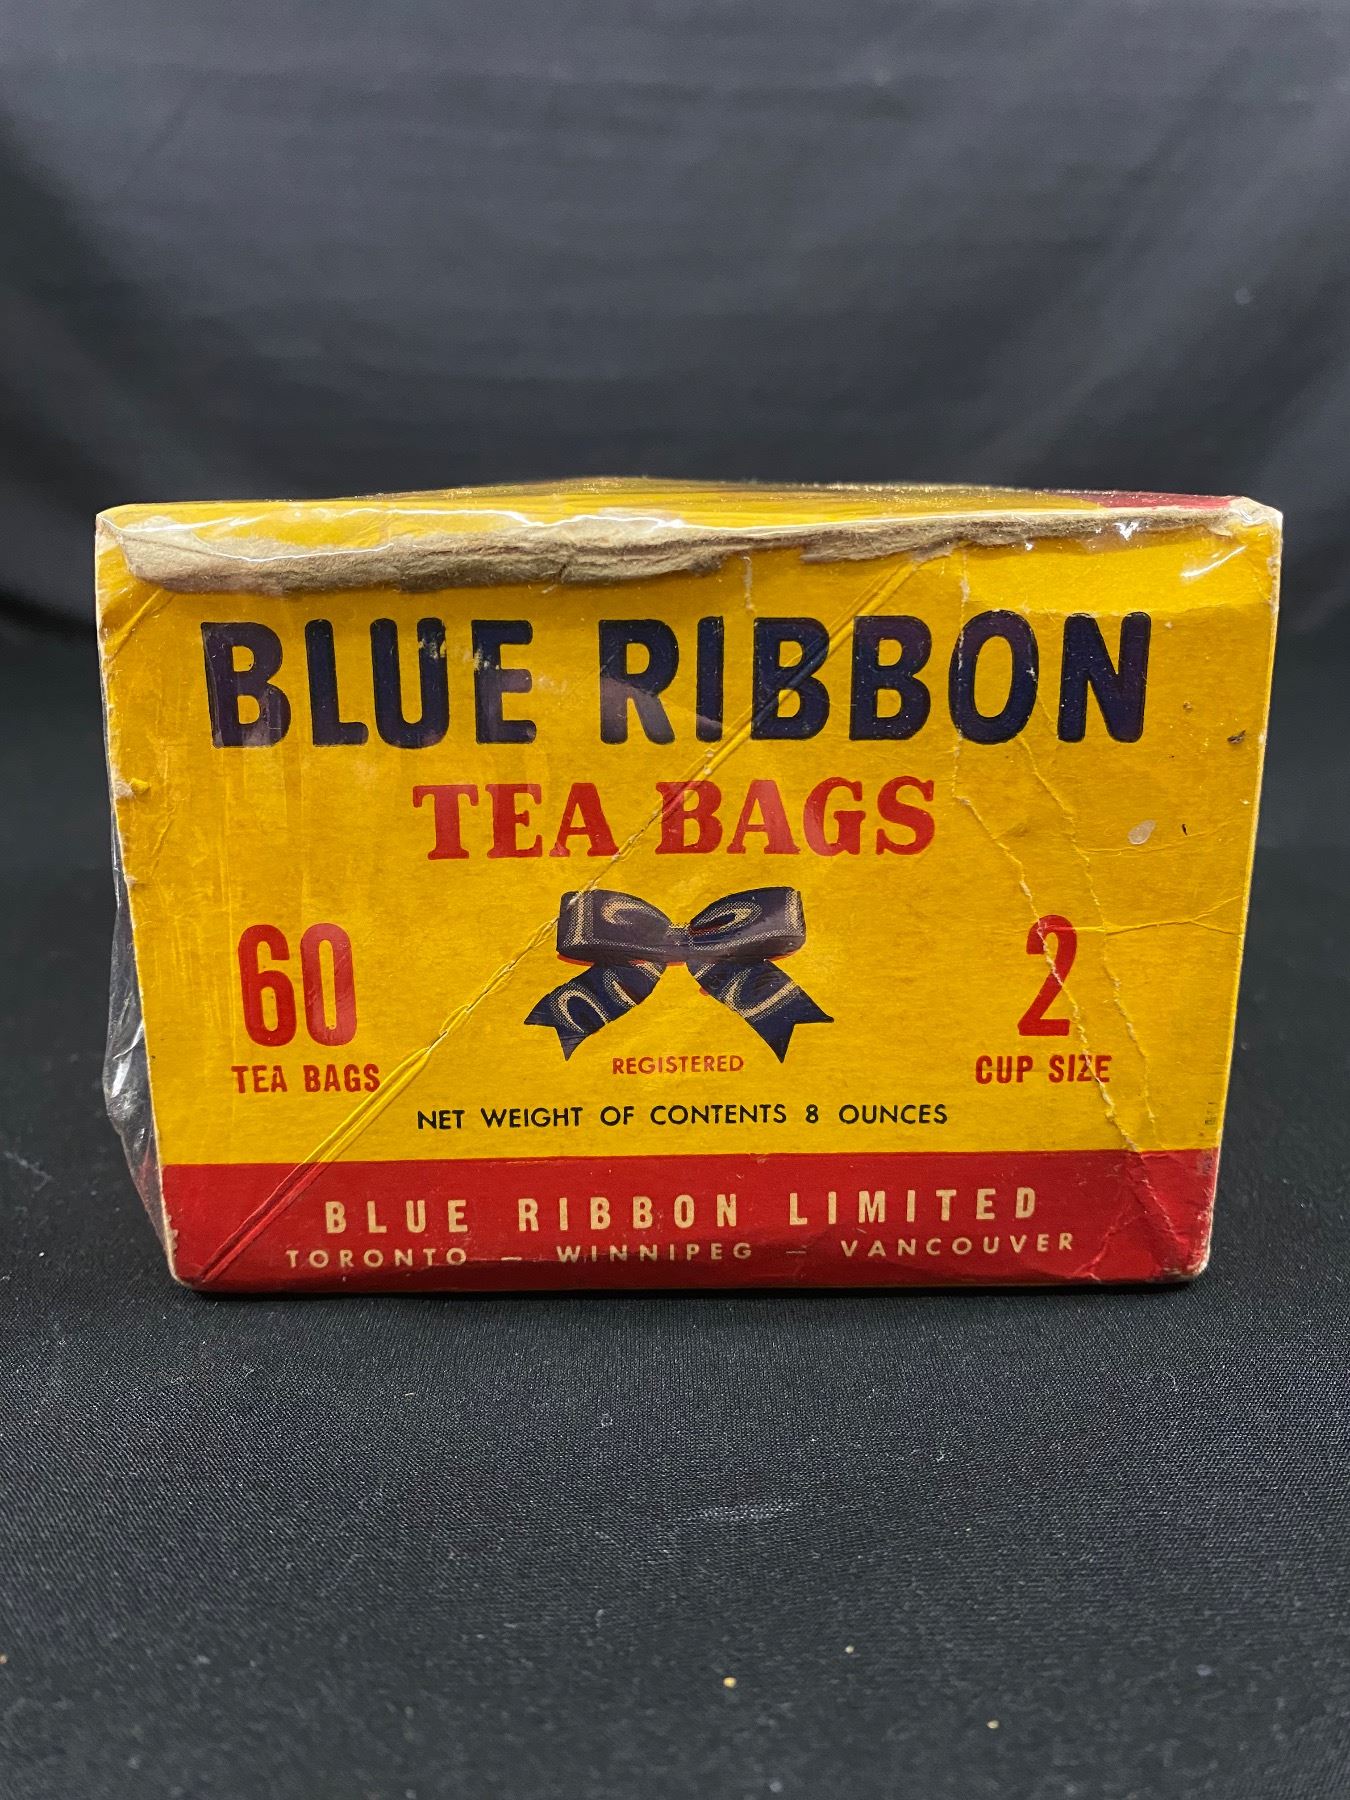 BLUE RIBBON
TEA BAGS
60
TEA BAGS
2
CUP SIZE
REGISTERED
NET WEIGHT OF CONTENTS 8 OUNCES
BLUE RIBBON LIMITED
TORONTO — WINNIPEG — VANCOUVER